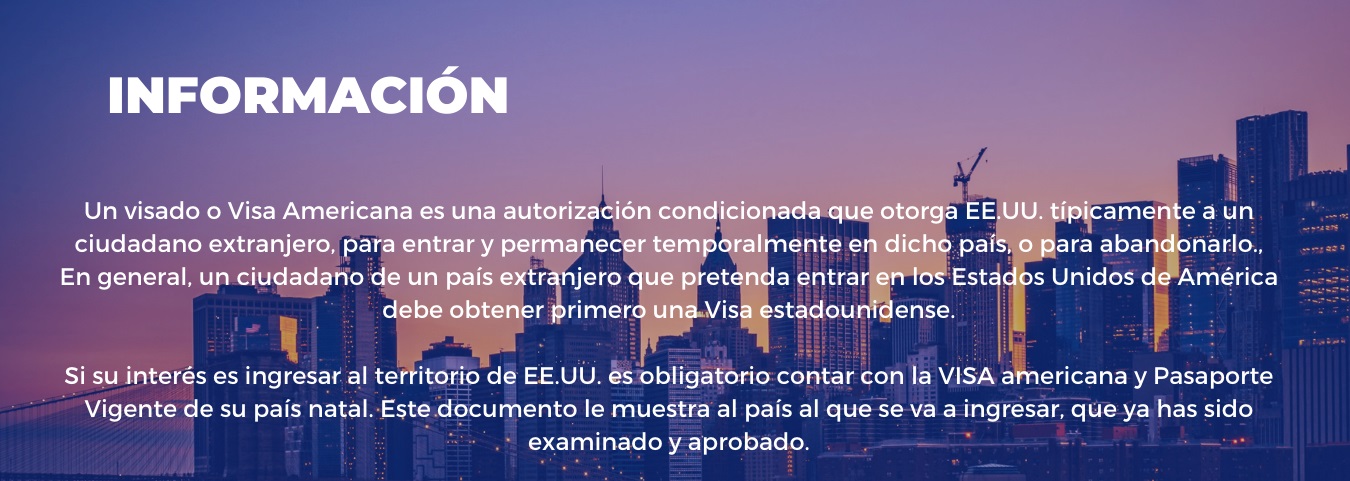 INFORMACIÓN
Un visado o Visa Americana es una autorización condicionada que otorga EE.UU. típicamente a un
ciudadano extranjero, para entrar y permanecer temporalmente en dicho país, o para abandonarlo.,
En general, un ciudadano de un país extranjero que pretenda entrar en los Estados Unidos de América
debe obtener primero una Visa estadounidense.
Si su interés es ingresar al territorio de EE.UU. es obligatorio contar con la VISA americana y Pasaporte
Vigente de su país natal. Este documento le muestra al país al que se va a ingresar, que ya has sido
examinado y aprobado.